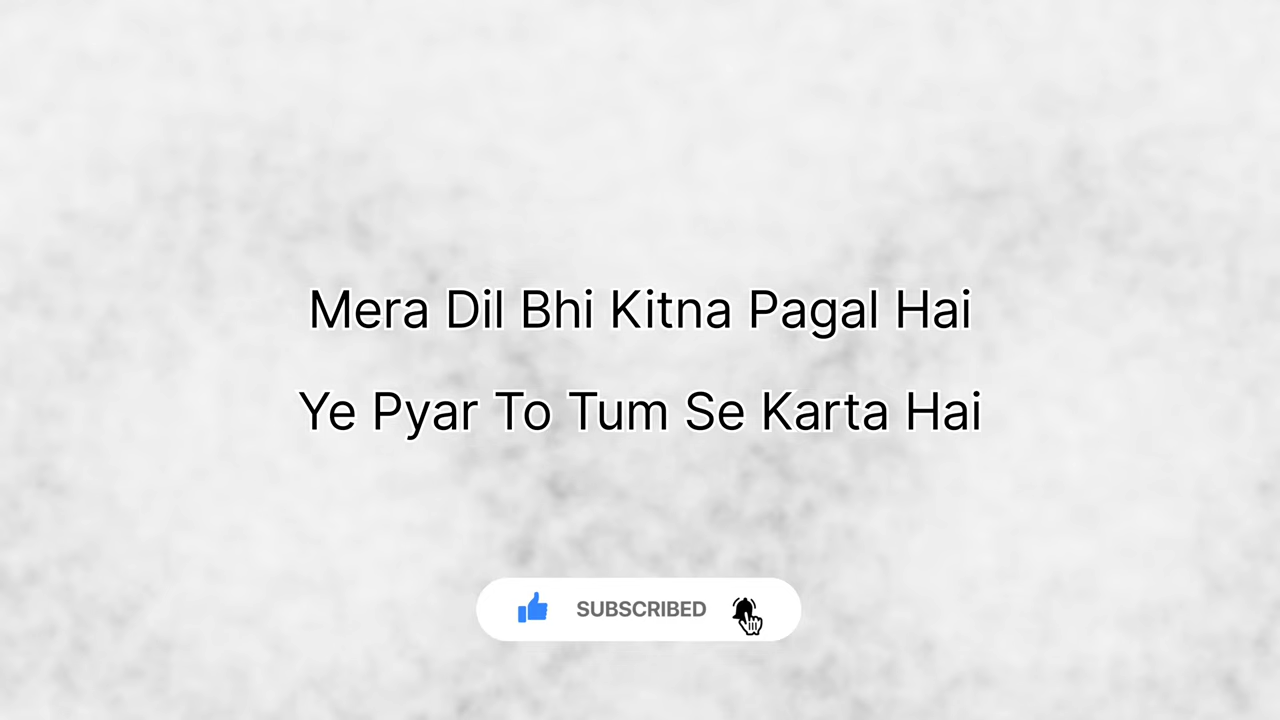 Mera Dil Bhi Kitna Pagal Hai
Ye Pyar To Tum Se Karta Hai
SUBSCRIBED